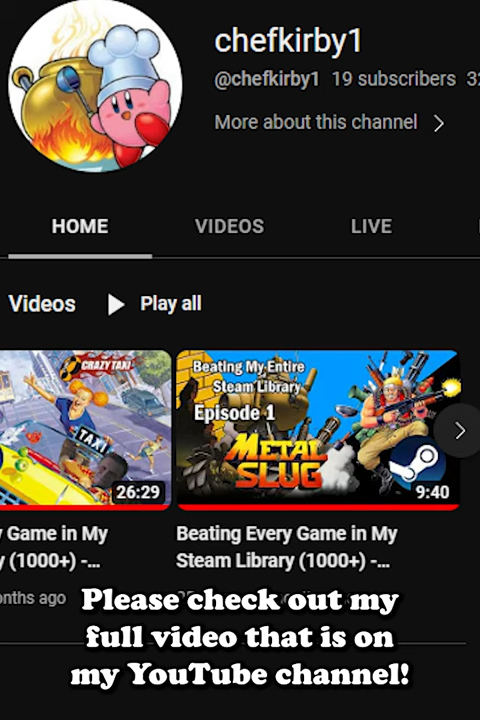 chefkirby1
@chefkirby1 19 subscribers 32
More about this channel
HOME VIDEOS LIVE
Videos Play all
CRAZY TAXI
TAXI
26:29
Beating My Entire
Steam Library
Episode 1
METAL
SLUG
9:40
y Game in My
y (1000+) -...
nths ago
Beating Every Game in My
Steam Library (1000+) -...
Please check out my
full video that is on
my YouTube channel!